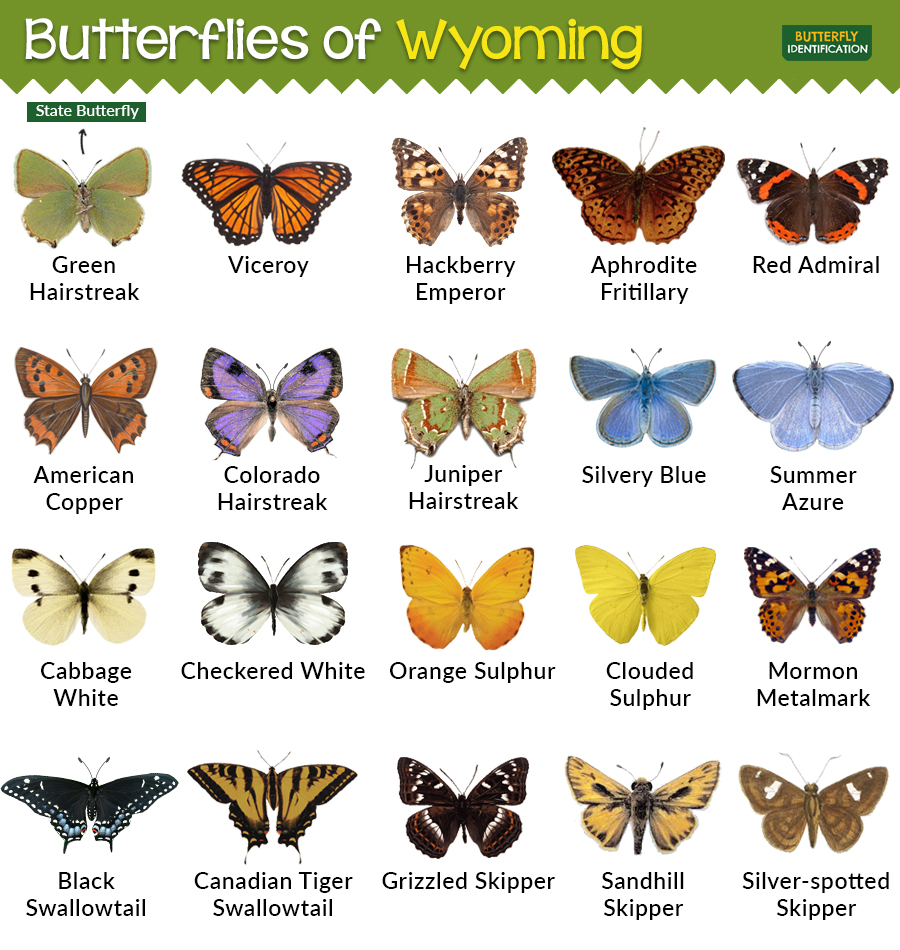 Butterflies of Wyoming
BUTTERFLY
IDENTIFICATION
State Butterfly
Green
Hairstreak
Viceroy
Hackberry
Emperor
Aphrodite
Fritillary
Red Admiral
American
Copper
Colorado
Hairstreak
Juniper
Hairstreak
Silvery Blue
Summer
Azure
Cabbage
White
Checkered White
Orange Sulphur
Clouded
Sulphur
Mormon
Metalmark
Black
Swallowtail
Canadian Tiger
Swallowtail
Grizzled Skipper
Sandhill
Skipper
Silver-spotted
Skipper